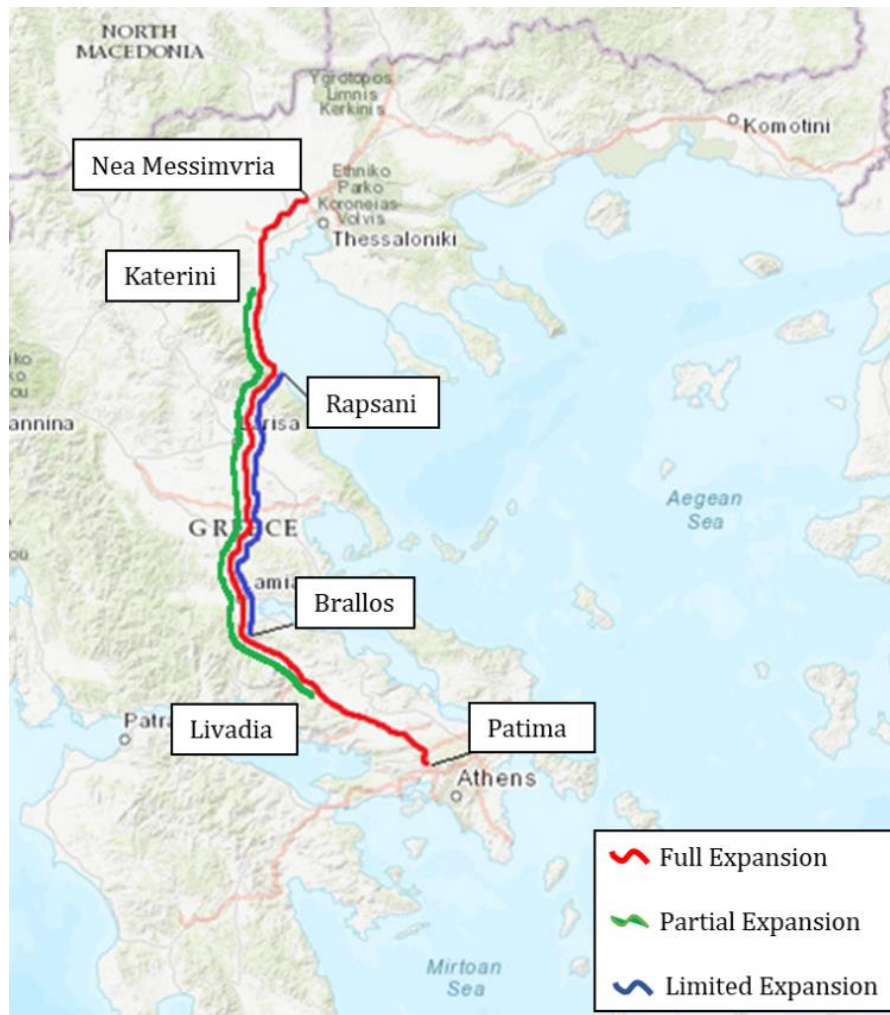 NORTH
MACEDONIA
Ygrotopos
Limnis
Kerkinis
Komotini
Nea Messimvria
Ethniko
Parko
Koroneias-
Volvis
Thessaloniki
Katerini
Rapsani
annina
Aegean
Sea
GREECE
Brallos
Livadia
Patima
Athens
Full Expansion
Partial Expansion
Limited Expansion
Mirtoan
Sea